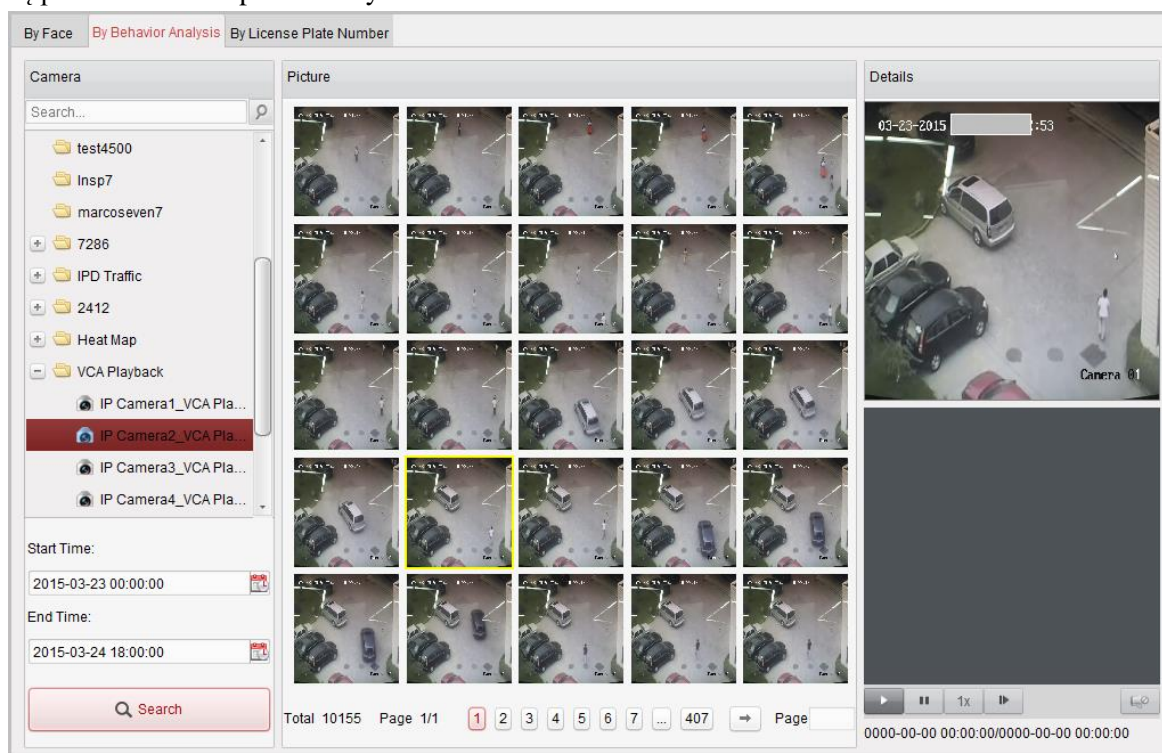 By Face By Behavior Analysis By License Plate Number
Camera
Search...
test4500
Insp7
marcoseven7
7286
IPD Traffic
2412
Heat Map
VCA Playback
IP Camera1_VCA Pla...
IP Camera2_VCA Pla...
IP Camera3_VCA Pla...
IP Camera4_VCA Pla...
Start Time:
2015-03-23 00:00:00
End Time:
2015-03-24 18:00:00
Search
Picture
Total 10155 Page 1/1 1 2 3 4 5 6 7 ... 407 Page
Details
03-23-2015 :53
Camera 01
1x
0000-00-00 00:00:00/0000-00-00 00:00:00